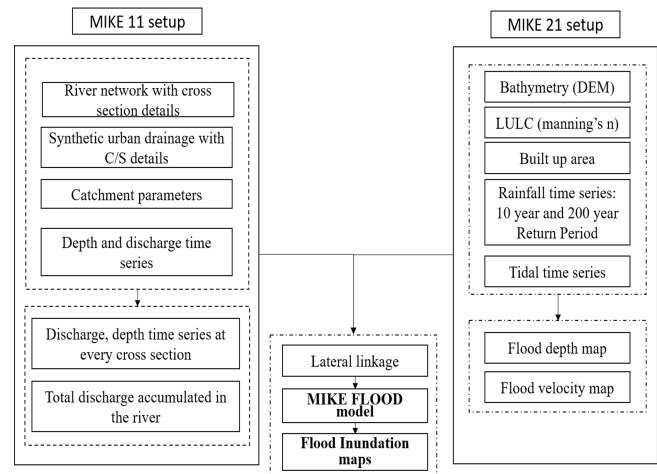 MIKE 11 setup
River network with cross
section details
Synthetic urban drainage with
C/S details
Catchment parameters
Depth and discharge time
series
Discharge, depth time series at
every cross section
Total discharge accumulated in
the river
Lateral linkage
MIKE FLOOD
model
Flood Inundation
maps
MIKE 21 setup
Bathymetry (DEM)
LULC (manning's n)
Built up area
Rainfall time series:
10 year and 200 year
Return Period
Tidal time series
Flood depth map
Flood velocity map